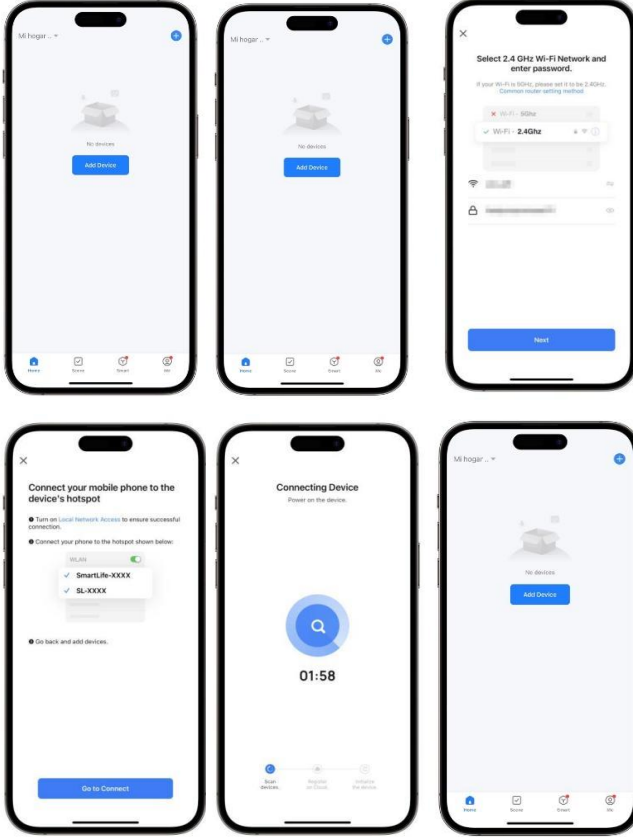 Mi hogar ..
No devices
Add Device
Home
Scene
Smart
Me
Mi hogar ..
No devices
Add Device
Home
Scene
Smart
Me
Select 2.4 GHz Wi-Fi Network and
enter password.
If your Wi-Fi is 5GHz, please set it to be 2.4GHz.
Common router setting method
Wi-Fi - 5Ghz
Wi-Fi - 2.4Ghz
Next
Connect your mobile phone to the
device's hotspot
Turn on Local Network Access to ensure successful
connection.
Connect your phone to the hotspot shown below:
WLAN
SmartLife-XXXX
SL-XXXX
Go back and add devices.
Go to Connect
Connecting Device
Power on the device.
01:58
Scan
devices.
Register
on Cloud.
Initialize
the device.
Mi hogar ..
No devices
Add Device
Home
Scene
Smart
Me